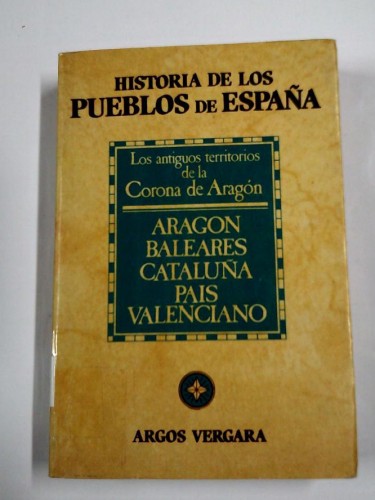 HISTORIA DE LOS
PUEBLOS DE ESPAÑA
Los antiguos territorios
de la
Corona de Aragón
ARAGON
BALEARES
CATALUÑA
PAIS
VALENCIANO
ARGOS VERGARA